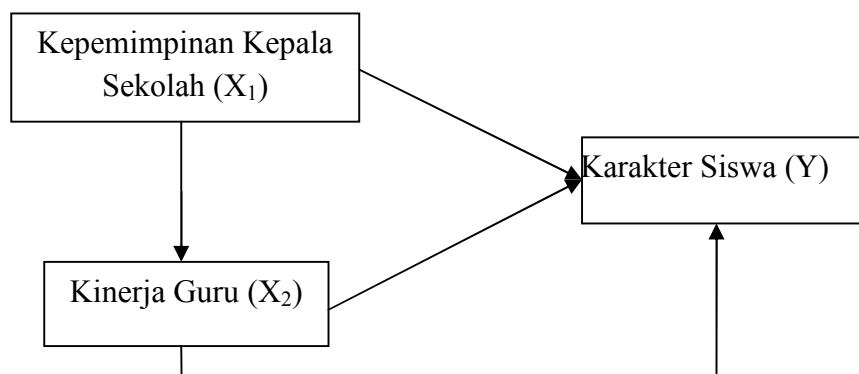 Kepemimpinan Kepala
Sekolah (X₁)
Karakter Siswa (Y)
Kinerja Guru (X₂)